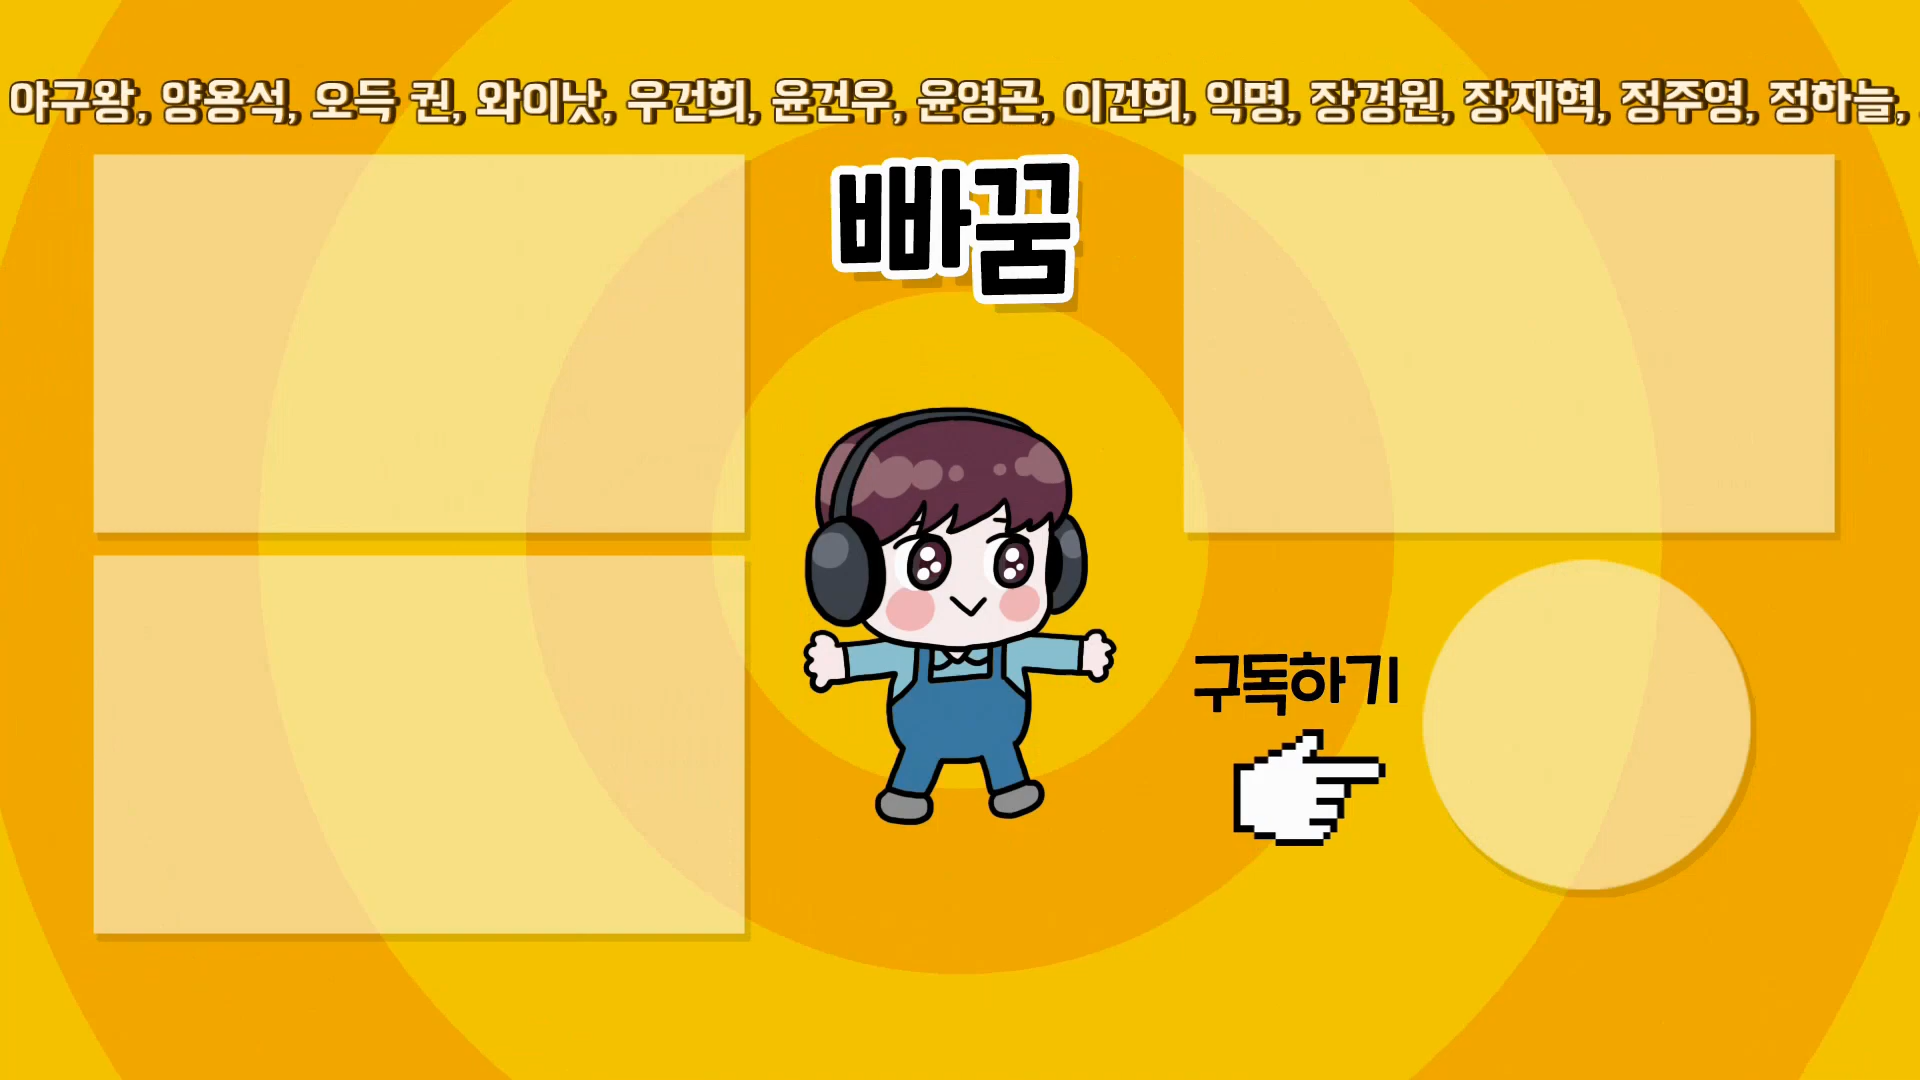 야구왕, 양용석, 오득 권, 와이낫, 우건희, 윤건우, 윤영곤, 이건희, 익명, 장경원, 장재혁, 정주영, 정하늘,
빠꿈
구독하기